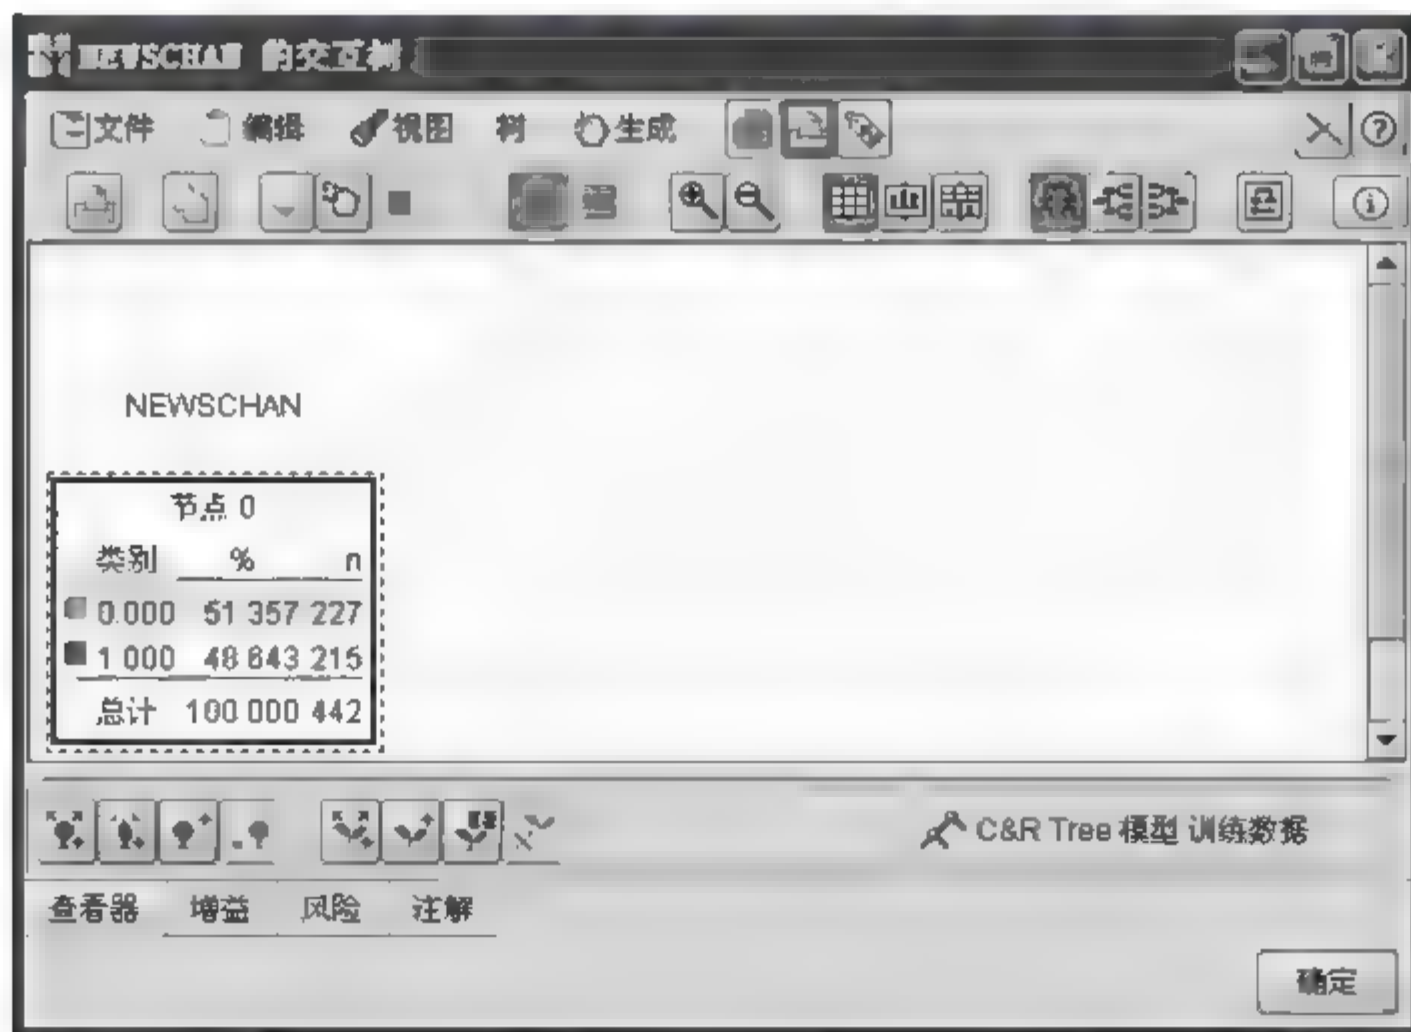 NEWSCHAN 的交互树
文件 编辑 视图 树 生成
NEWSCHAN
节点 0
类别 % n
0.000 51 357 227
1 000 48 643 215
总计 100 000 442
C&R Tree 模型 训练数据
查看器 增益 风险 注解
确定